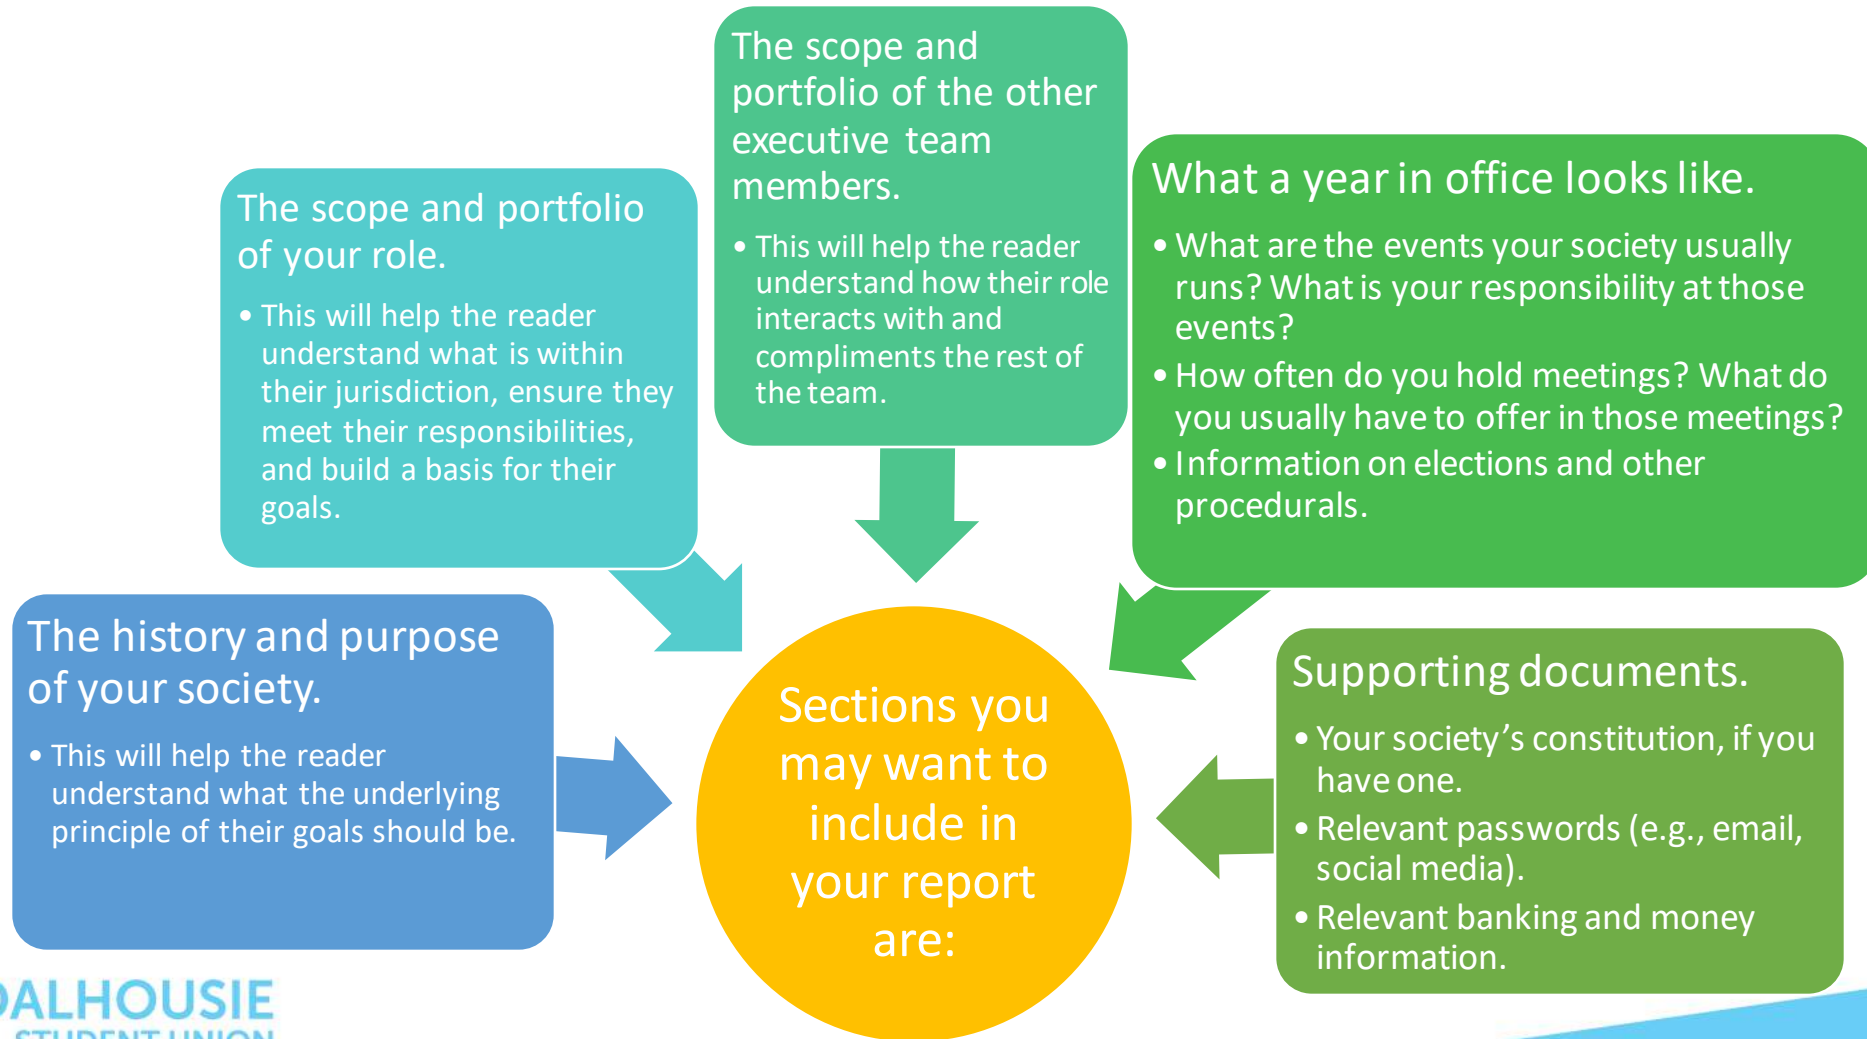 The history and purpose
of your society.
• This will help the reader
understand what the underlying
principle of their goals should be.
The scope and portfolio
of your role.
• This will help the reader
understand what is within
their jurisdiction, ensure they
meet their responsibilities,
and build a basis for their
goals.
The scope and
portfolio of the other
executive team
members.
• This will help the reader
understand how their role
interacts with and
compliments the rest of
the team.
What a year in office looks like.
• What are the events your society usually
runs? What is your responsibility at those
events?
• How often do you hold meetings? What do
you usually have to offer in those meetings?
• Information on elections and other
procedurals.
Supporting documents.
• Your society’s constitution, if you
have one.
• Relevant passwords (e.g., email,
social media).
• Relevant banking and money
information.
Sections you
may want to
include in
your report
are:
DALHOUSIE
STUDENT UNION